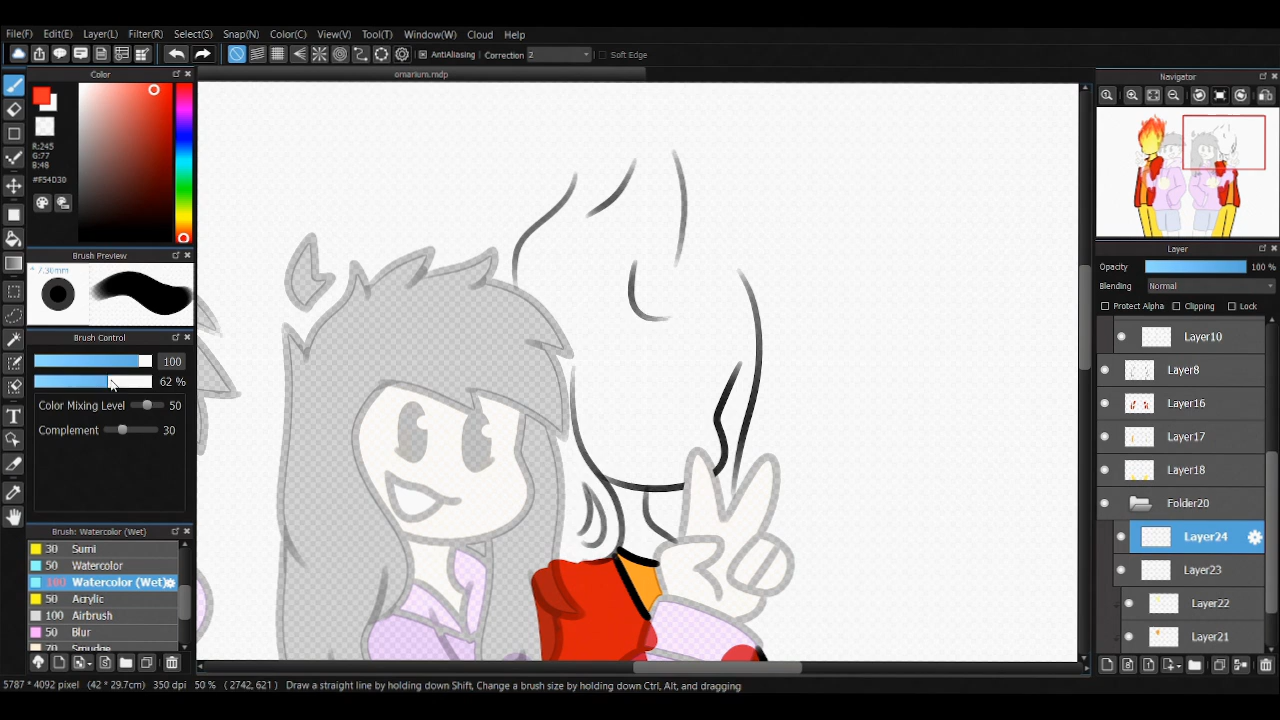 File(F) Edit(E) Layer(L) Filter(R) Select(S) Snap(N) Color(C) View(V) Tool(T) Window(W) Cloud Help
AntiAliasing Correction 2 Soft Edge
Color
omarium.mdp
Navigator
R:245
G:77
B:48
#F54D30
Brush Preview
* 7.30mm
Brush Control
100
62 %
Color Mixing Level 50
Complement 30
Brush: Watercolor (Wet)
30 Sumi
50 Watercolor
100 Watercolor (Wet)
50 Acrylic
100 Airbrush
50 Blur
70 Smudge
Layer
Opacity 100 %
Blending Normal
Protect Alpha Clipping Lock
Layer10
Layer8
Layer16
Layer17
Layer18
Folder20
Layer24
Layer23
Layer22
Layer21
5787 * 4092 pixel (42 * 29.7cm) 350 dpi 50 % ( 2742, 621 ) Draw a straight line by holding down Shift, Change a brush size by holding down Ctrl, Alt, and dragging